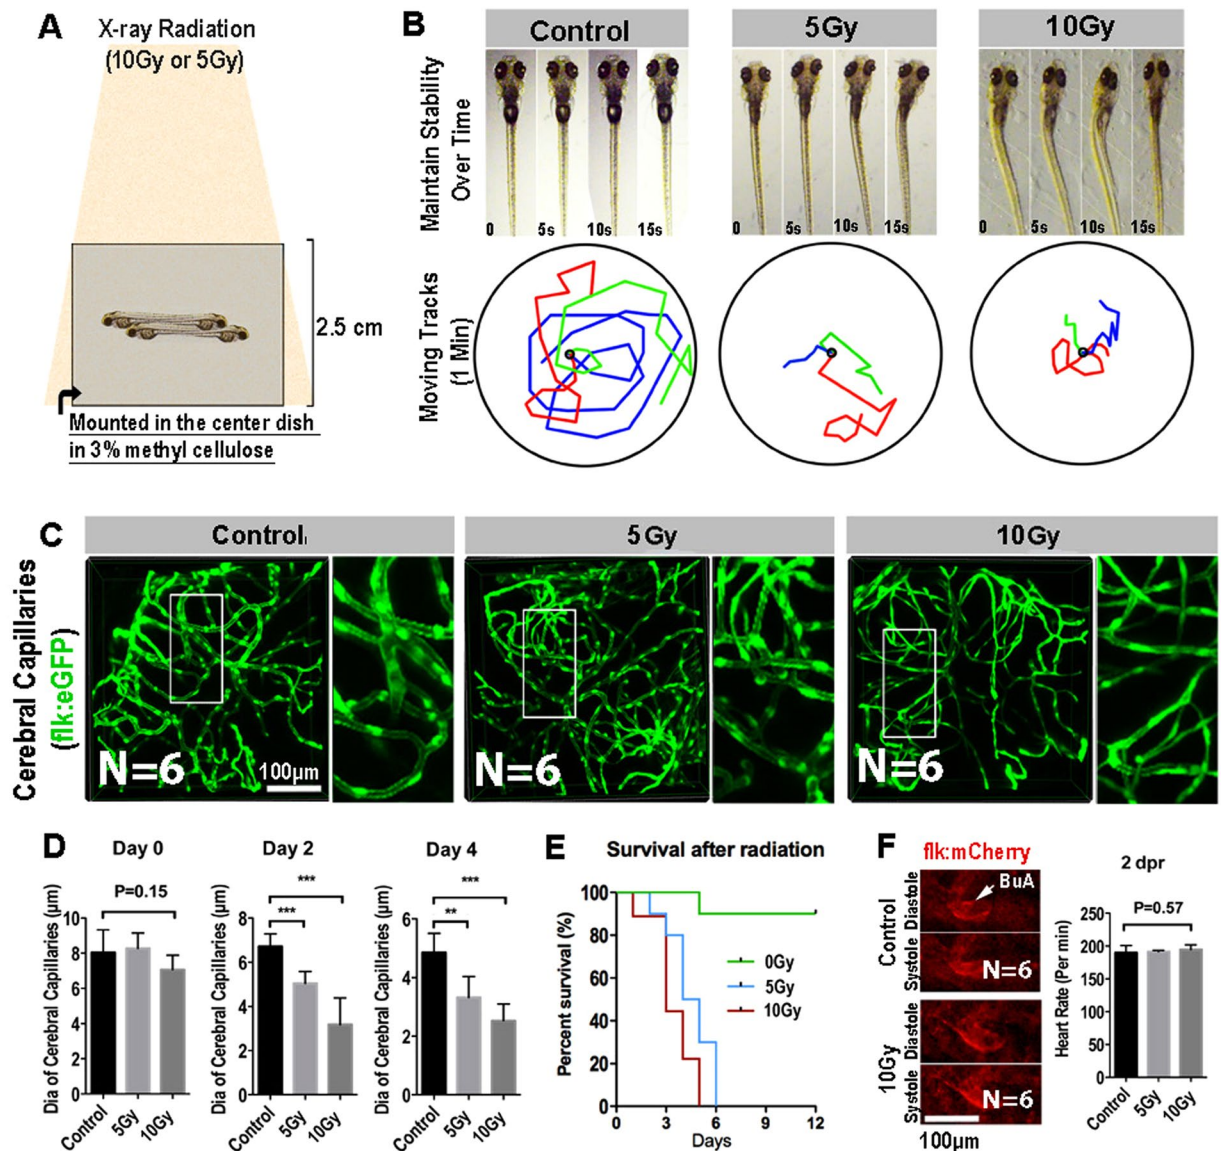 A
X-ray Radiation
(10Gy or 5Gy)
2.5 cm
Mounted in the center dish
in 3% methyl cellulose
B
Control
5Gy
10Gy
Maintain Stability
Over Time
0
5s
10s
15s
0
5s
10s
15s
0
5s
10s
15s
Moving Tracks
(1 Min)
C
Control
5Gy
10Gy
Cerebral Capillaries
(flk:eGFP)
N=6
100μm
N=6
N=6
D
Day 0
Dia of Cerebral Capillaries (μm)
P=0.15
10
8
6
4
2
0
Control
5Gy
10Gy
Day 2
Dia of Cerebral Capillaries (μm)
***
***
8
6
4
2
0
Control
5Gy
10Gy
Day 4
Dia of Cerebral Capillaries (μm)
***
**
6
4
2
0
Control
5Gy
10Gy
E
Survival after radiation
Percent survival (%)
100
80
60
40
20
0
0Gy
5Gy
10Gy
0
3
6
9
12
Days
F
flk:mCherry
BuA
Control
Diastole
Systole
N=6
10Gy
Diastole
Systole
N=6
100μm
2 dpr
P=0.57
Heart Rate (Per min)
250
200
150
100
50
0
Control
5Gy
10Gy